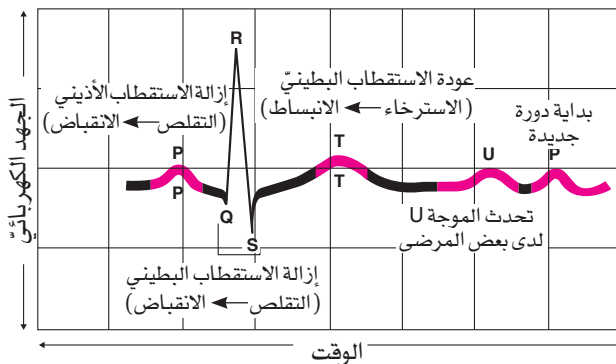 الجهد الكهربائيّ
R
إزالة الاستقطاب الأذيني
(التقلص ← الانقباض)
عودة الاستقطاب البطينيّ
(الاسترخاء ← الانبساط)
بداية دورة
جديدة
P
P
T
T
U
P
Q
S
تحدث الموجة U
لدى بعض المرضى
إزالة الاستقطاب البطيني
(التقلص ← الانقباض)
الوقت